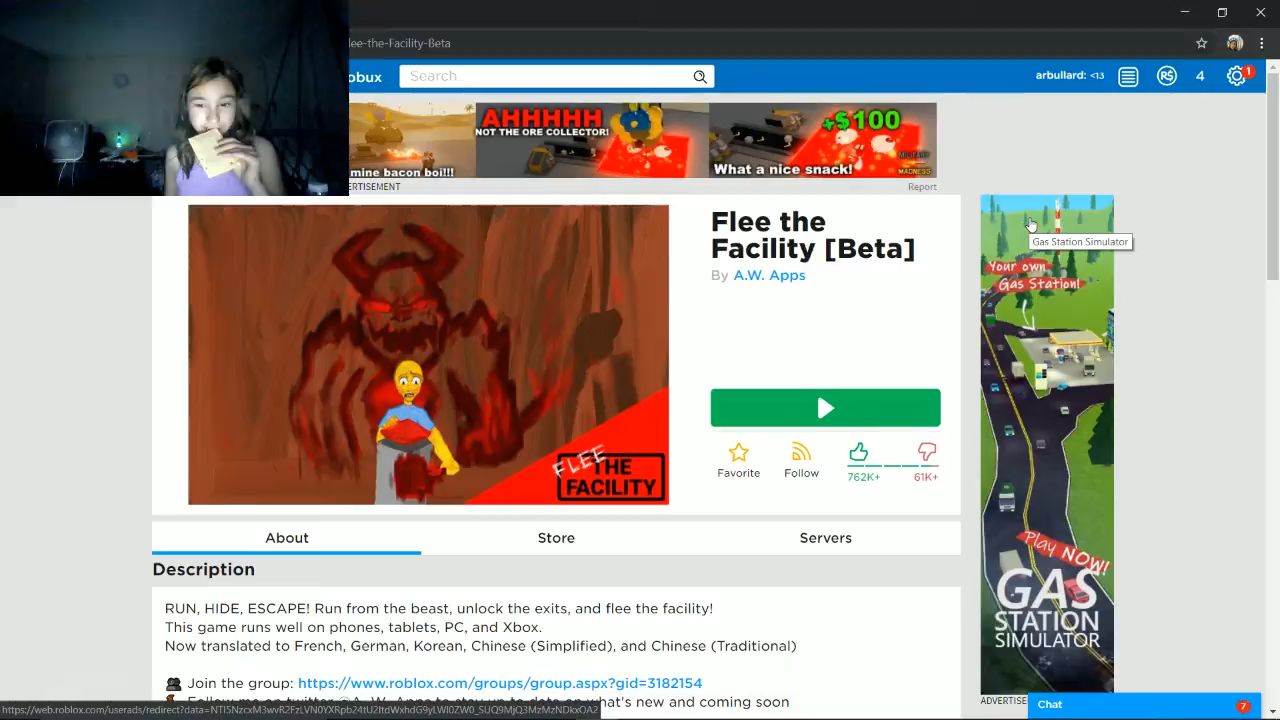 lee-the-Facility-Beta
obux
Search...
arbullard: <13
4
1
mine bacon boi!!!
AHHHHH
NOT THE ORE COLLECTOR!
+$100
What a nice snack!
MILITARY
MADNESS
ERTISEMENT
Report
Flee the
Facility [Beta]
By A.W. Apps
Gas Station Simulator
Your own
Gas Station!
FLEE
THE
FACILITY
Favorite
Follow
762K+
61K+
Play NOW!
GAS
STATION
SIMULATOR
About
Store
Servers
Description
RUN, HIDE, ESCAPE! Run from the beast, unlock the exits, and flee the facility!
This game runs well on phones, tablets, PC, and Xbox.
Now translated to French, German, Korean, Chinese (Simplified), and Chinese (Traditional)
Join the group: https://www.roblox.com/groups/group.aspx?gid=3182154
what's new and coming soon
ADVERTISE
Chat
7